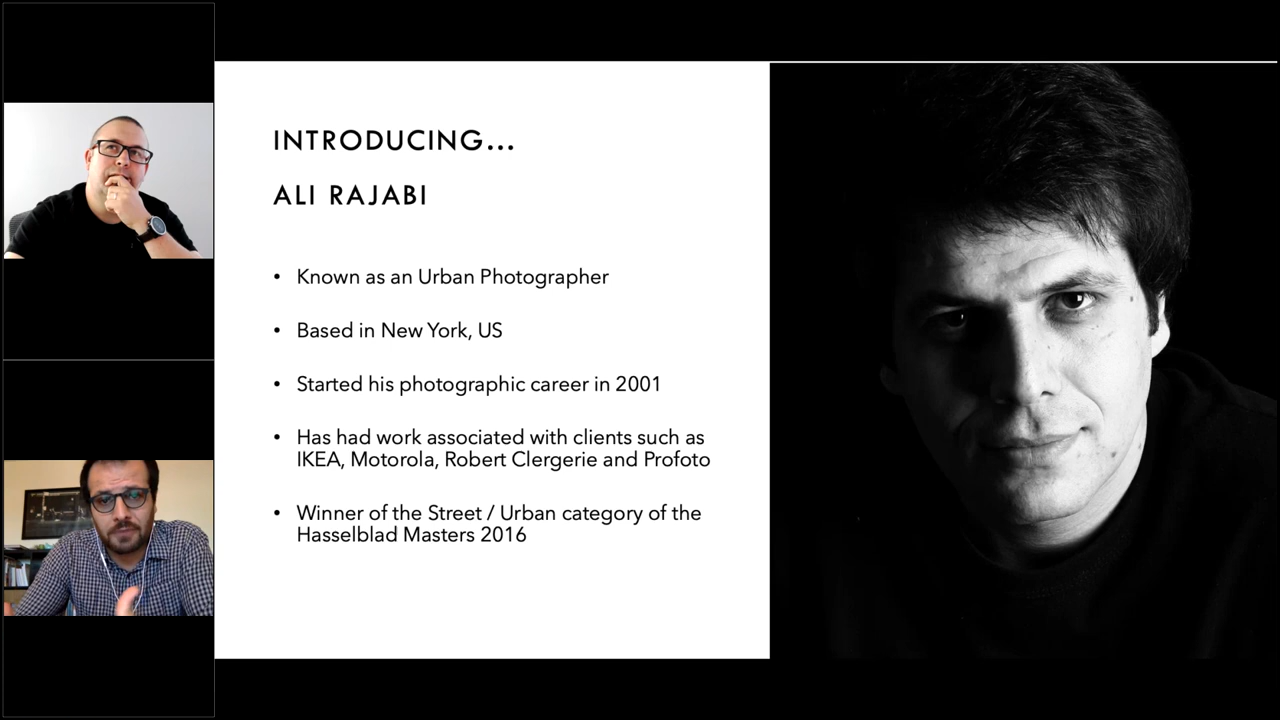 INTRODUCING...
ALI RAJABI
• Known as an Urban Photographer
• Based in New York, US
• Started his photographic career in 2001
• Has had work associated with clients such as
IKEA, Motorola, Robert Clergerie and Profoto
• Winner of the Street / Urban category of the
Hasselblad Masters 2016